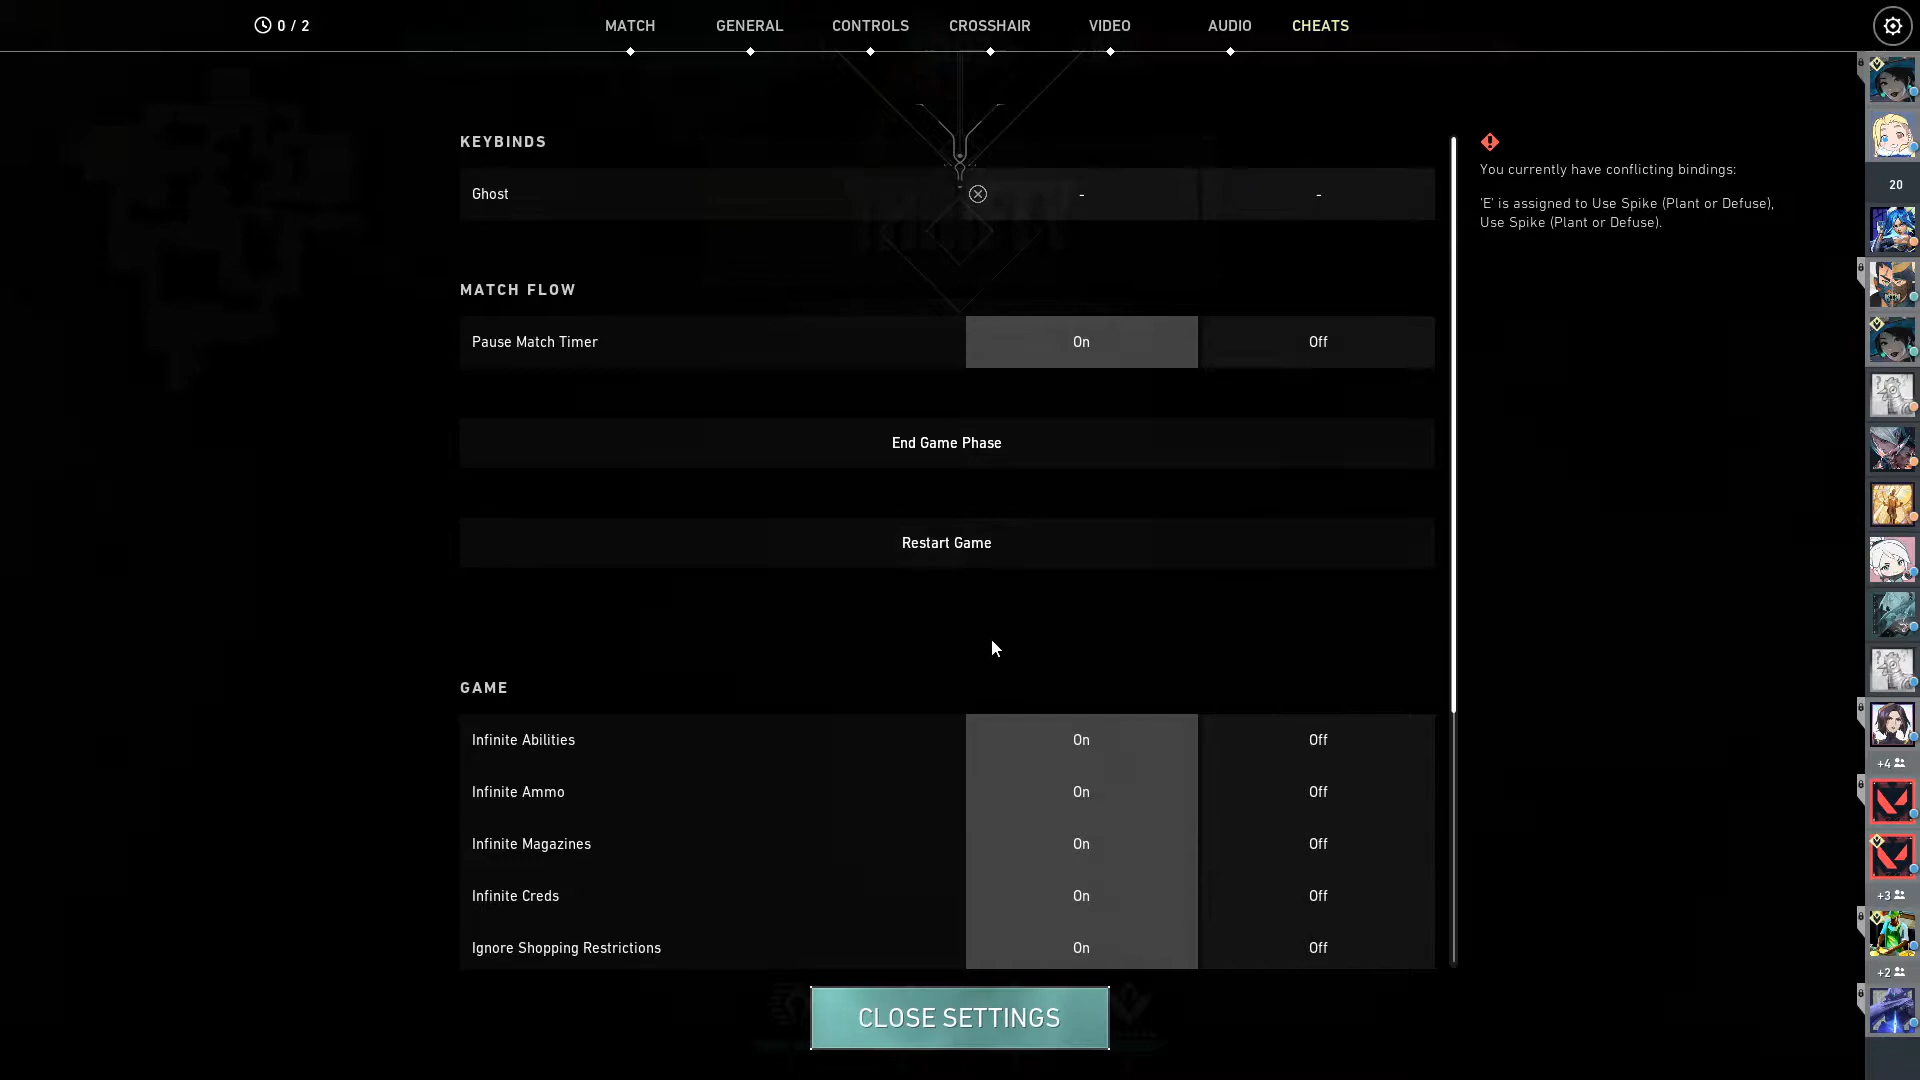 0 / 2
MATCH
GENERAL
CONTROLS
CROSSHAIR
VIDEO
AUDIO
CHEATS
KEYBINDS
Ghost - -
MATCH FLOW
Pause Match Timer On Off
End Game Phase
Restart Game
GAME
Infinite Abilities On Off
Infinite Ammo On Off
Infinite Magazines On Off
Infinite Creds On Off
Ignore Shopping Restrictions On Off
CLOSE SETTINGS
You currently have conflicting bindings:
'E' is assigned to Use Spike (Plant or Defuse),
Use Spike (Plant or Defuse).
20
+4
+3
+2